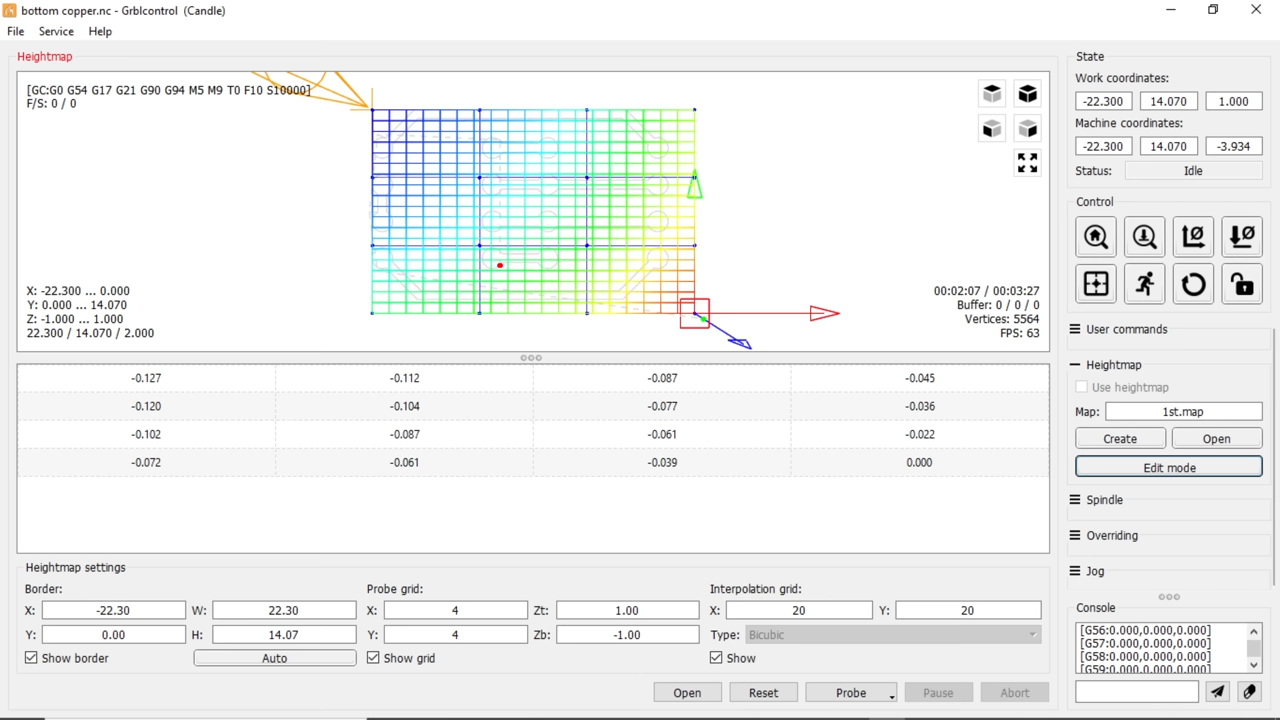 bottom copper.nc - Grblcontrol (Candle)
File Service Help
Heightmap
[GC:G0 G54 G17 G21 G90 G94 M5 M9 T0 F10 S10000]
F/S: 0 / 0
X: -22.300 ... 0.000
Y: 0.000 ... 14.070
Z: -1.000 ... 1.000
22.300 / 14.070 / 2.000
00:02:07 / 00:03:27
Buffer: 0 / 0 / 0
Vertices: 5564
FPS: 63
-0.127 -0.112 -0.087 -0.045
-0.120 -0.104 -0.077 -0.036
-0.102 -0.087 -0.061 -0.022
-0.072 -0.061 -0.039 0.000
Heightmap settings
Border:
X: -22.30 W: 22.30
Y: 0.00 H: 14.07
Show border Auto
Probe grid:
X: 4 Zt: 1.00
Y: 4 Zb: -1.00
Show grid
Interpolation grid:
X: 20 Y: 20
Type: Bicubic
Show
Open Reset Probe Pause Abort
State
Work coordinates:
-22.300 14.070 1.000
Machine coordinates:
-22.300 14.070 -3.934
Status: Idle
Control
User commands
Heightmap
Use heightmap
Map: 1st.map
Create Open
Edit mode
Spindle
Overriding
Jog
Console
[G56:0.000,0.000,0.000]
[G57:0.000,0.000,0.000]
[G58:0.000,0.000,0.000]
[G59:0.000,0.000,0.000]